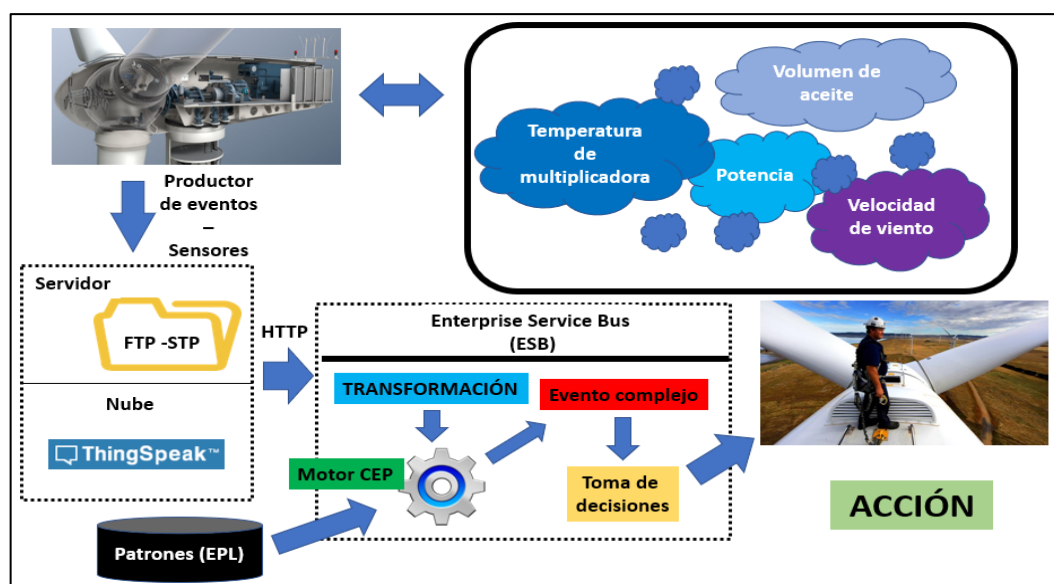 Volumen de
aceite
Temperatura
de
multiplicadora
Potencia
Velocidad
de viento
Productor
de eventos
–
Sensores
Servidor
FTP -STP
HTTP
Nube
ThingSpeak™
Enterprise Service Bus
(ESB)
TRANSFORMACIÓN
Evento complejo
Motor CEP
Toma de
decisiones
ACCIÓN
Patrones (EPL)